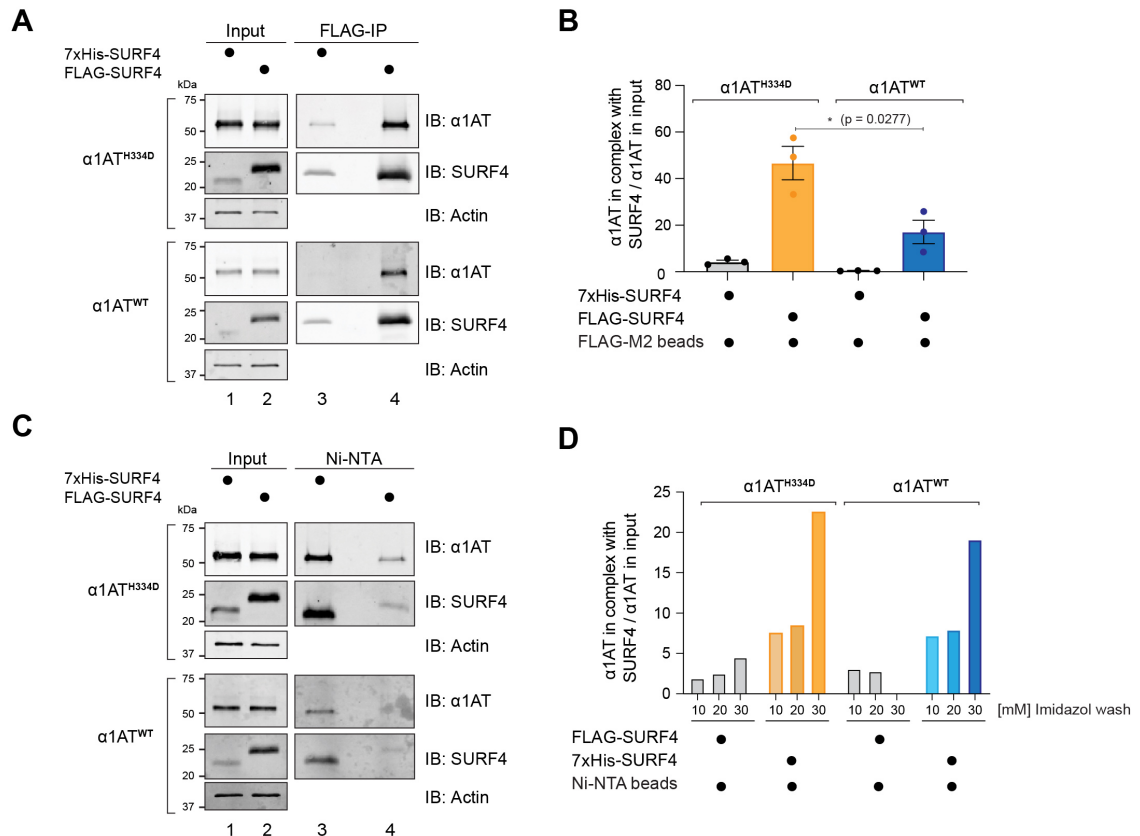 A
Input FLAG-IP
7xHis-SURF4
FLAG-SURF4
kDa
75
50
IB: α1AT
α1AT^H334D
25
20
IB: SURF4
37
IB: Actin
75
50
IB: α1AT
α1AT^WT
25
20
IB: SURF4
37
IB: Actin
1 2 3 4
B
α1AT in complex with
SURF4 / α1AT in input
80
60
40
20
0
α1AT^H334D α1AT^WT
* (p = 0.0277)
7xHis-SURF4
FLAG-SURF4
FLAG-M2 beads
C
Input Ni-NTA
7xHis-SURF4
FLAG-SURF4
kDa
75
50
IB: α1AT
α1AT^H334D
25
20
IB: SURF4
37
IB: Actin
75
50
IB: α1AT
α1AT^WT
25
20
IB: SURF4
37
IB: Actin
1 2 3 4
D
α1AT in complex with
SURF4 / α1AT in input
25
20
15
10
5
0
α1AT^H334D α1AT^WT
10 20 30 10 20 30 10 20 30 10 20 30 [mM] Imidazol wash
FLAG-SURF4
7xHis-SURF4
Ni-NTA beads